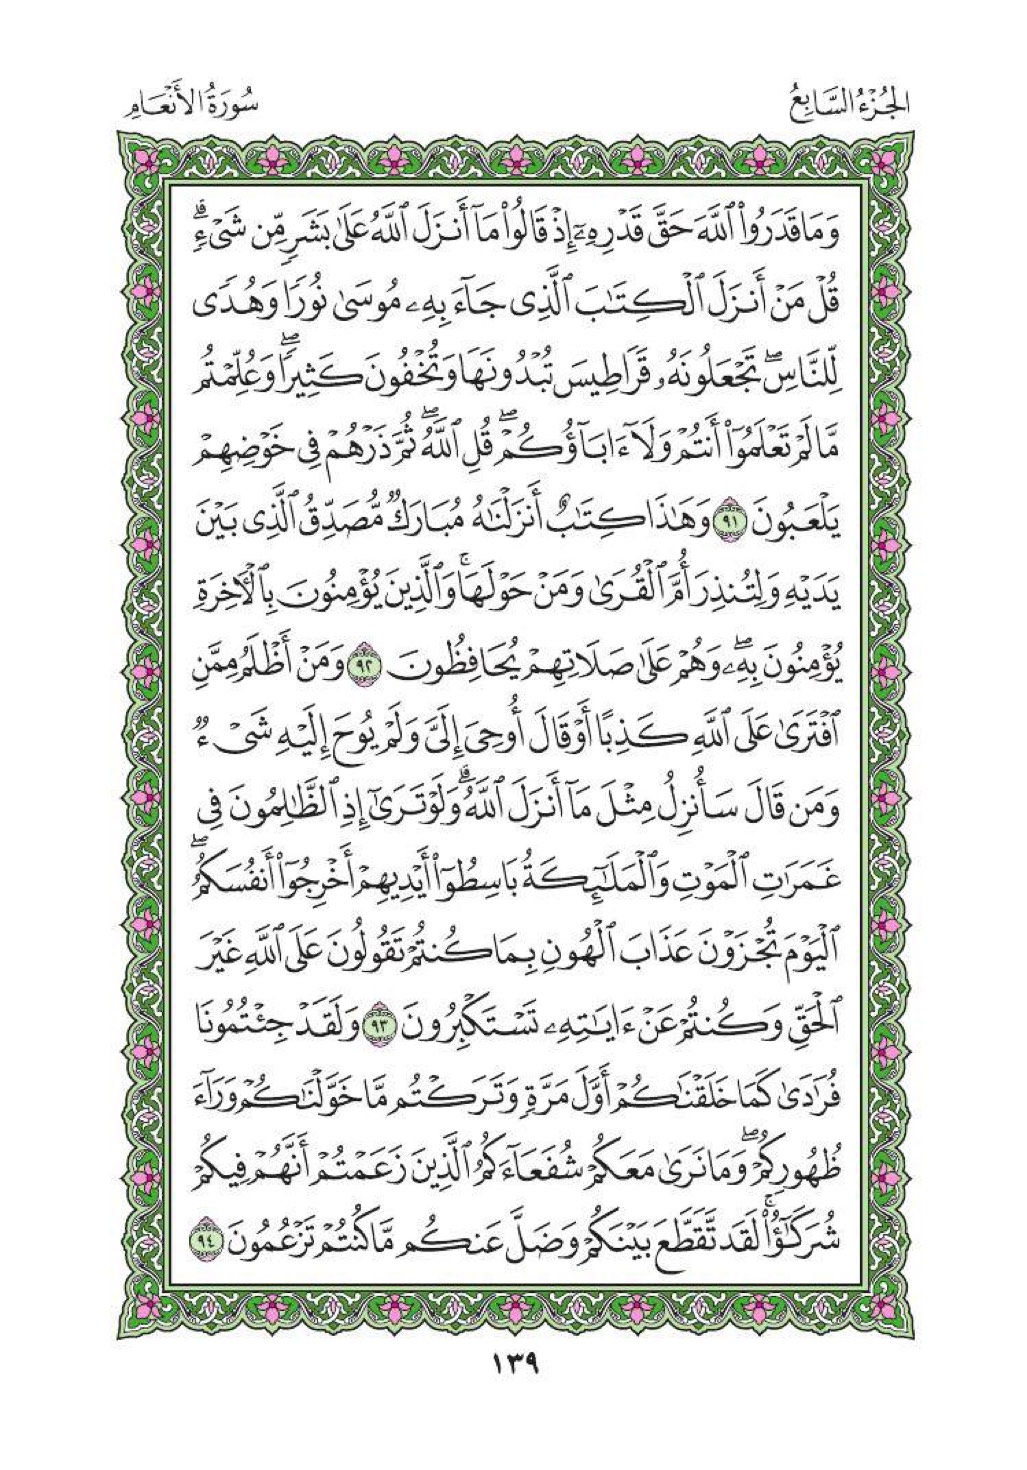 الجُزْءُ السَّابِعُ
سُورَةُ الأَنْعَامِ
وَمَا قَدَرُواْ ٱللَّهَ حَقَّ قَدْرِهِۦٓ إِذْ قَالُواْ مَآ أَنزَلَ ٱللَّهُ عَلَىٰ بَشَرٍ مِّن شَىْءٍ ۗ
قُلْ مَنْ أَنزَلَ ٱلْكِتَٰبَ ٱلَّذِى جَآءَ بِهِۦ مُوسَىٰ نُورًا وَهُدًى
لِّلنَّاسِ ۖ تَجْعَلُونَهُۥ قَرَاطِيسَ تُبْدُونَهَا وَتُخْفُونَ كَثِيرًا ۖ وَعُلِّمْتُم
مَّا لَمْ تَعْلَمُوٓاْ أَنتُمْ وَلَآ ءَابَآؤُكُمْ ۖ قُلِ ٱللَّهُ ۖ ثُمَّ ذَرْهُمْ فِى خَوْضِهِمْ
يَلْعَبُونَ ٩١ وَهَٰذَا كِتَٰبٌ أَنزَلْنَٰهُ مُبَارَكٌ مُّصَدِّقُ ٱلَّذِى بَيْنَ
يَدَيْهِ وَلِتُنذِرَ أُمَّ ٱلْقُرَىٰ وَمَنْ حَوْلَهَا ۚ وَٱلَّذِينَ يُؤْمِنُونَ بِٱلْأَخِرَةِ
يُؤْمِنُونَ بِهِۦ ۖ وَهُمْ عَلَىٰ صَلَاتِهِمْ يُحَافِظُونَ ٩٢ وَمَنْ أَظْلَمُ مِمَّنِ
ٱفْتَرَىٰ عَلَى ٱللَّهِ كَذِبًا أَوْ قَالَ أُوحِىَ إِلَىَّ وَلَمْ يُوحَ إِلَيْهِ شَىْءٌ
وَمَن قَالَ سَأُنزِلُ مِثْلَ مَآ أَنزَلَ ٱللَّهُ ۗ وَلَوْ تَرَىٰٓ إِذِ ٱلظَّٰلِمُونَ فِى
غَمَرَٰتِ ٱلْمَوْتِ وَٱلْمَلَٰٓئِكَةُ بَاسِطُوٓاْ أَيْدِيهِمْ أَخْرِجُوٓاْ أَنفُسَكُمُ ۖ
ٱلْيَوْمَ تُجْزَوْنَ عَذَابَ ٱلْهُونِ بِمَا كُنتُمْ تَقُولُونَ عَلَى ٱللَّهِ غَيْرَ
ٱلْحَقِّ وَكُنتُمْ عَنْ ءَايَٰتِهِۦ تَسْتَكْبِرُونَ ٩٣ وَلَقَدْ جِئْتُمُونَا
فُرَٰدَىٰ كَمَا خَلَقْنَٰكُمْ أَوَّلَ مَرَّةٍ وَتَرَكْتُم مَّا خَوَّلْنَٰكُمْ وَرَآءَ
ظُهُورِكُمْ ۖ وَمَا نَرَىٰ مَعَكُمْ شُفَعَآءَكُمُ ٱلَّذِينَ زَعَمْتُمْ أَنَّهُمْ فِيكُمْ
شُرَكَٰٓؤُاْ ۚ لَقَد تَّقَطَّعَ بَيْنَكُمْ وَضَلَّ عَنكُم مَّا كُنتُمْ تَزْعُمُونَ ٩٤
١٣٩